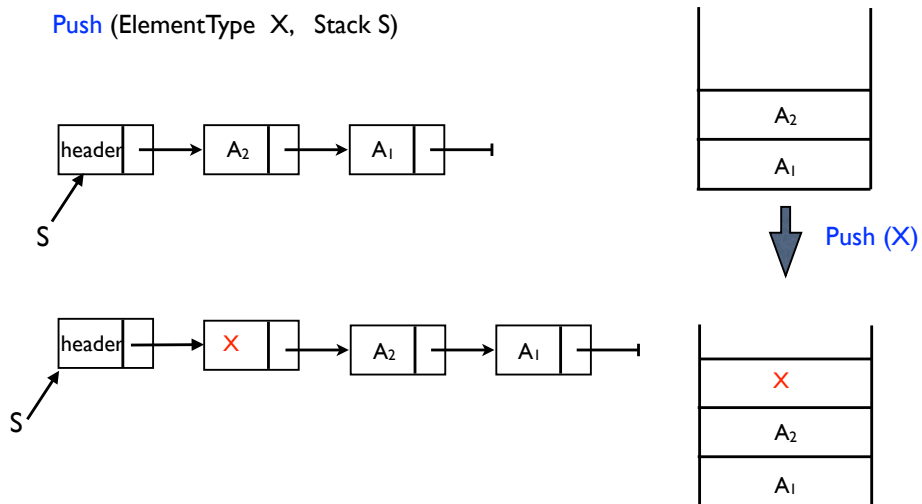 Push (ElementType X, Stack S)
header A₂ A₁
S
A₂
A₁
Push (X)
header X A₂ A₁
S
X
A₂
A₁